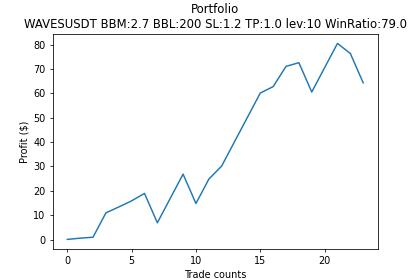 Portfolio
WAVESUSDT BBM:2.7 BBL:200 SL:1.2 TP:1.0 lev:10 WinRatio:79.0
80
70
60
50
40
30
20
10
0
Profit ($)
0 5 10 15 20
Trade counts